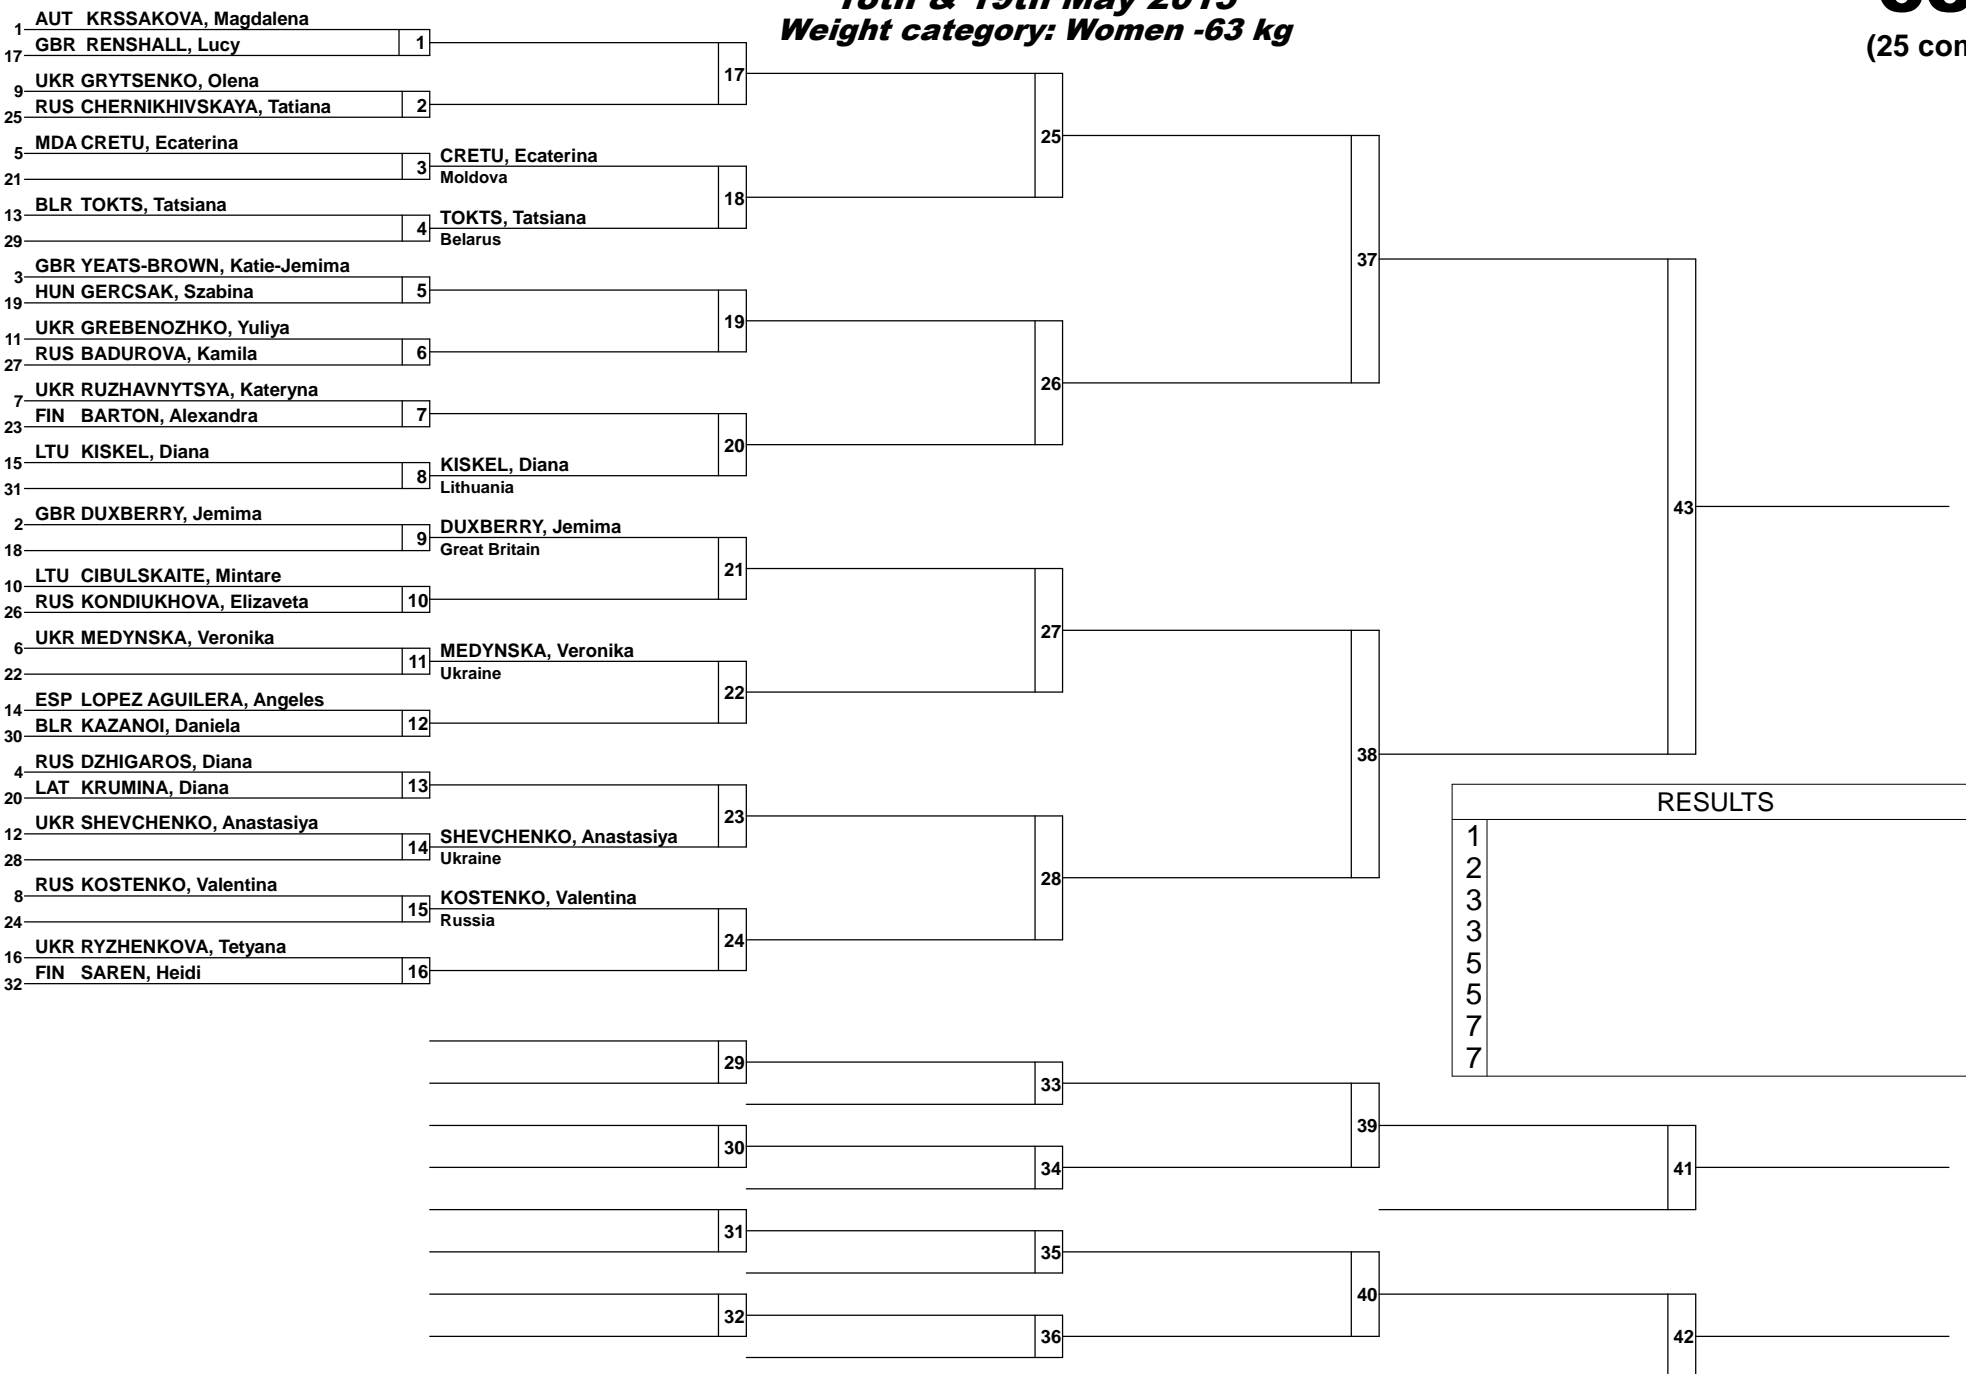 Weight category: Women -63 kg
(25 con
1 AUT KRSSAKOVA, Magdalena
17 GBR RENSHALL, Lucy 1
9 UKR GRYTSENKO, Olena
25 RUS CHERNIKHIVSKAYA, Tatiana 2
5 MDA CRETU, Ecaterina
21 3 CRETU, Ecaterina
Moldova
13 BLR TOKTS, Tatsiana
29 4 TOKTS, Tatsiana
Belarus
3 GBR YEATS-BROWN, Katie-Jemima
19 HUN GERCSAK, Szabina 5
11 UKR GREBENOZHKO, Yuliya
27 RUS BADUROVA, Kamila 6
7 UKR RUZHAVNYTSYA, Kateryna
23 FIN BARTON, Alexandra 7
15 LTU KISKEL, Diana
31 8 KISKEL, Diana
Lithuania
2 GBR DUXBERRY, Jemima
18 9 DUXBERRY, Jemima
Great Britain
10 LTU CIBULSKAITE, Mintare
26 RUS KONDIUKHOVA, Elizaveta 10
6 UKR MEDYNSKA, Veronika
22 11 MEDYNSKA, Veronika
Ukraine
14 ESP LOPEZ AGUILERA, Angeles
30 BLR KAZANOI, Daniela 12
4 RUS DZHIGAROS, Diana
20 LAT KRUMINA, Diana 13
12 UKR SHEVCHENKO, Anastasiya
28 14 SHEVCHENKO, Anastasiya
Ukraine
8 RUS KOSTENKO, Valentina
24 15 KOSTENKO, Valentina
Russia
16 UKR RYZHENKOVA, Tetyana
32 FIN SAREN, Heidi 16
17
18
19
20
21
22
23
24
25
26
27
28
37
38
43
RESULTS
1
2
3
3
5
5
7
7
29
30
31
32
33
34
35
36
39
40
41
42